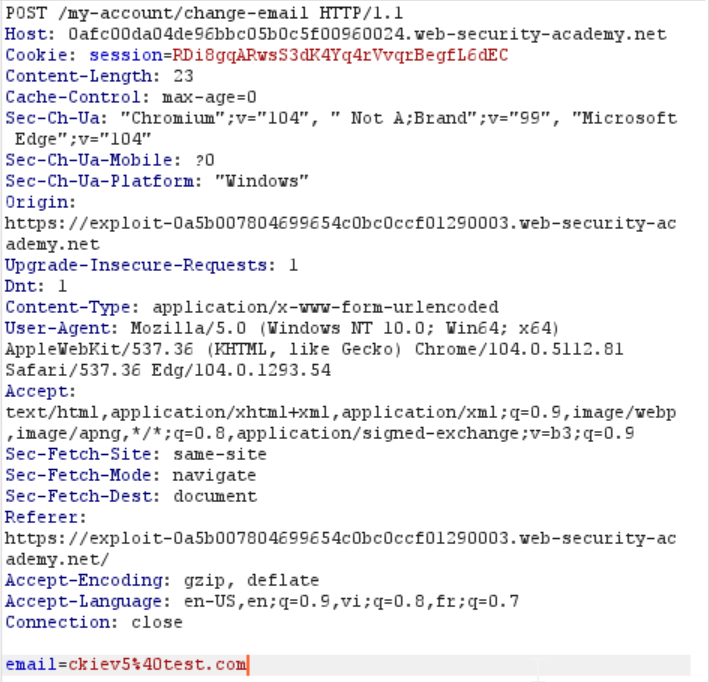 POST /my-account/change-email HTTP/1.1
Host: 0afc00da04de96bbc05b0c5f00960024.web-security-academy.net
Cookie: session=RDi8gqARwsS3dK4Yq4rVvqrBegfL6dEC
Content-Length: 23
Cache-Control: max-age=0
Sec-Ch-Ua: "Chromium";v="104", " Not A;Brand";v="99", "Microsoft
Edge";v="104"
Sec-Ch-Ua-Mobile: ?0
Sec-Ch-Ua-Platform: "Windows"
Origin:
https://exploit-0a5b007804699654c0bc0ccf01290003.web-security-ac
ademy.net
Upgrade-Insecure-Requests: 1
Dnt: 1
Content-Type: application/x-www-form-urlencoded
User-Agent: Mozilla/5.0 (Windows NT 10.0; Win64; x64)
AppleWebKit/537.36 (KHTML, like Gecko) Chrome/104.0.5112.81
Safari/537.36 Edg/104.0.1293.54
Accept:
text/html,application/xhtml+xml,application/xml;q=0.9,image/webp
,image/apng,*/*;q=0.8,application/signed-exchange;v=b3;q=0.9
Sec-Fetch-Site: same-site
Sec-Fetch-Mode: navigate
Sec-Fetch-Dest: document
Referer:
https://exploit-0a5b007804699654c0bc0ccf01290003.web-security-ac
ademy.net/
Accept-Encoding: gzip, deflate
Accept-Language: en-US,en;q=0.9,vi;q=0.8,fr;q=0.7
Connection: close
email=ckiev5%40test.com